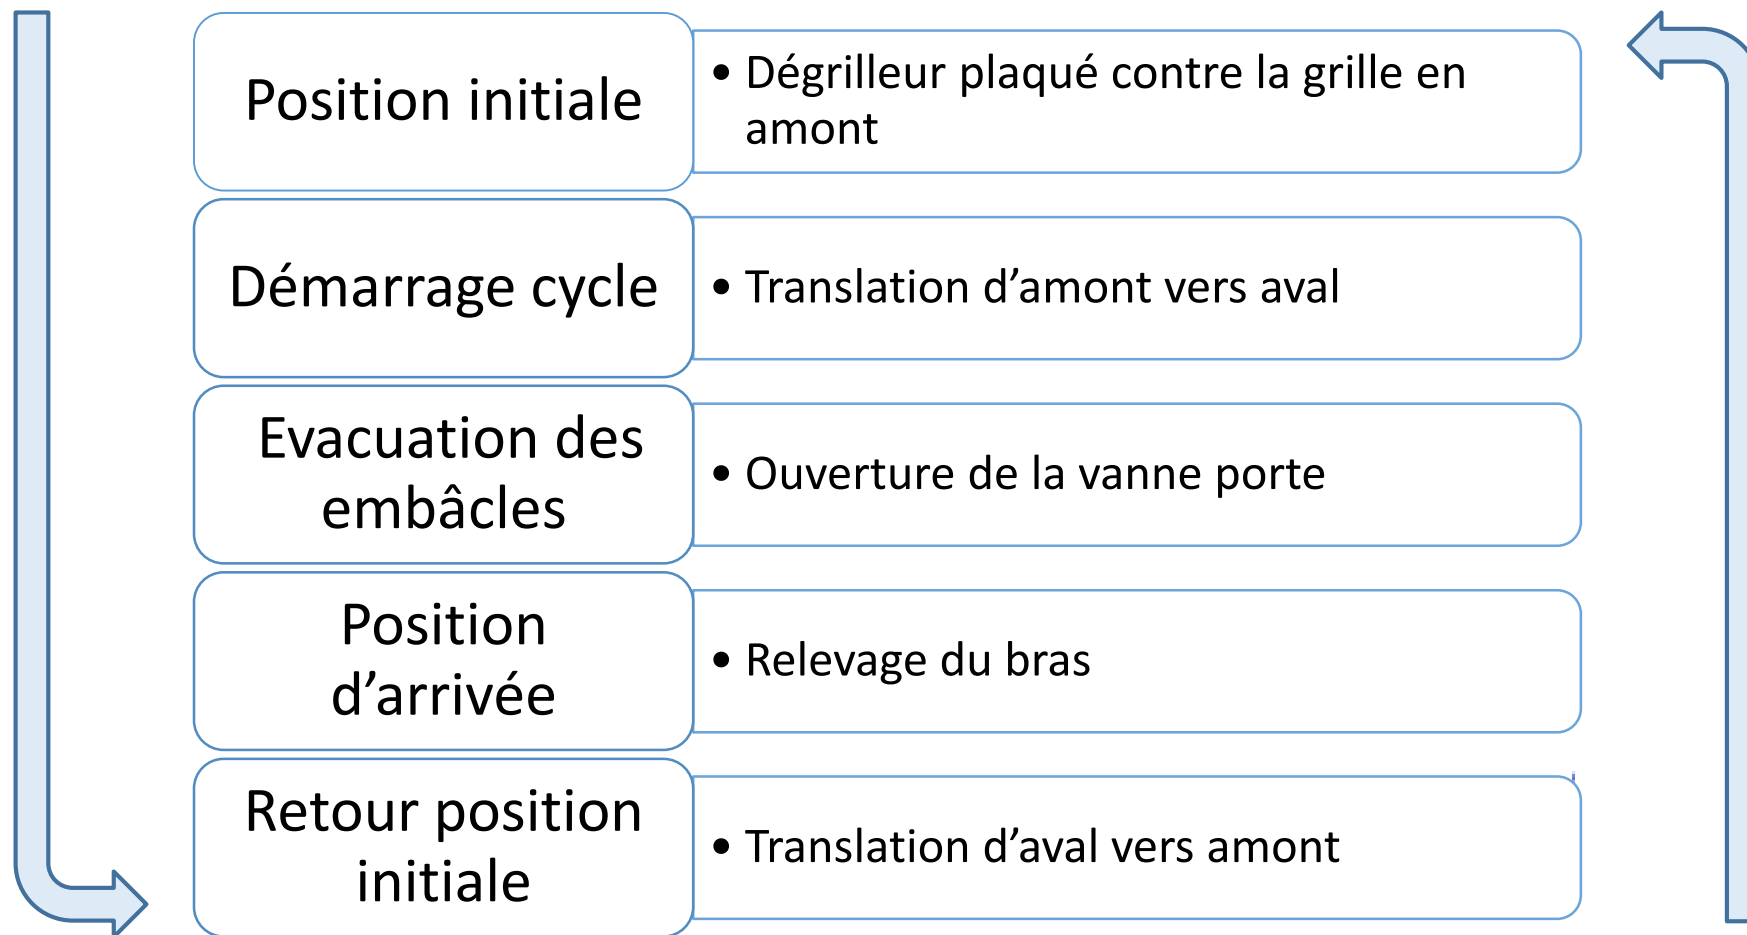 Position initiale
• Dégrilleur plaqué contre la grille en
amont
Démarrage cycle
• Translation d’amont vers aval
Evacuation des
embâcles
• Ouverture de la vanne porte
Position
d’arrivée
• Relevage du bras
Retour position
initiale
• Translation d’aval vers amont